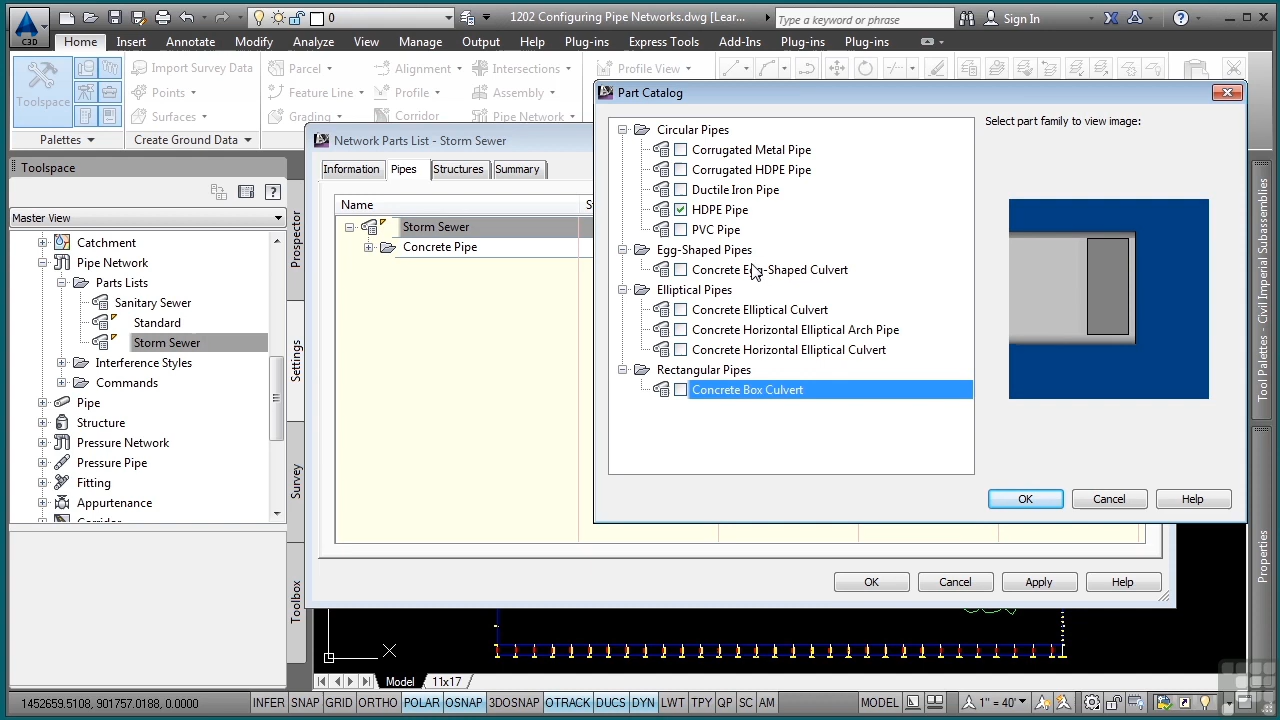 1202 Configuring Pipe Networks.dwg [Lear...
Type a keyword or phrase
Sign In
0
C3D
Home Insert Annotate Modify Analyze View Manage Output Help Plug-ins Express Tools Add-Ins Plug-ins Plug-ins
Import Survey Data Parcel Alignment Intersections Profile View
Toolspace Points Feature Line Profile Assembly
Surfaces Grading Corridor Pipe Network
Palettes Create Ground Data
Toolspace
Master View
Catchment
Pipe Network
Parts Lists
Sanitary Sewer
Standard
Storm Sewer
Interference Styles
Commands
Pipe
Structure
Pressure Network
Pressure Pipe
Fitting
Appurtenance
Corridor
Prospector
Settings
Survey
Toolbox
Network Parts List - Storm Sewer
Information Pipes Structures Summary
Name S
Storm Sewer
Concrete Pipe
OK Cancel Apply Help
Part Catalog
Circular Pipes
Corrugated Metal Pipe
Corrugated HDPE Pipe
Ductile Iron Pipe
HDPE Pipe
PVC Pipe
Egg-Shaped Pipes
Concrete Egg-Shaped Culvert
Elliptical Pipes
Concrete Elliptical Culvert
Concrete Horizontal Elliptical Arch Pipe
Concrete Horizontal Elliptical Culvert
Rectangular Pipes
Concrete Box Culvert
Select part family to view image:
OK Cancel Help
Tool Palettes - Civil Imperial Subassemb...
Properties
Model 11x17
1452659.5108, 901757.0188, 0.0000 INFER SNAP GRID ORTHO POLAR OSNAP 3DOSNAP OTRACK DUCS DYN LWT TPY QP SC AM MODEL 1" = 40'